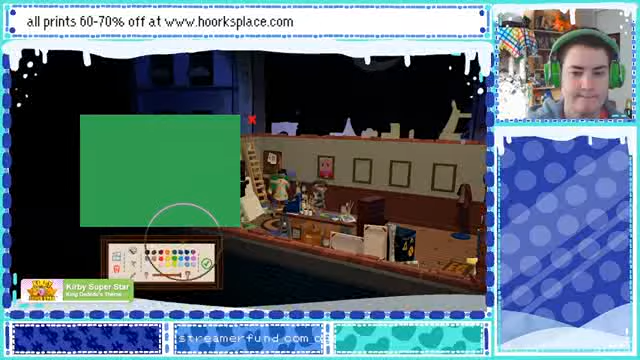 all prints 60-70% off at www.hoorksplace.com
Kirby Super Star
King Dedede's Theme
streamerfund.com